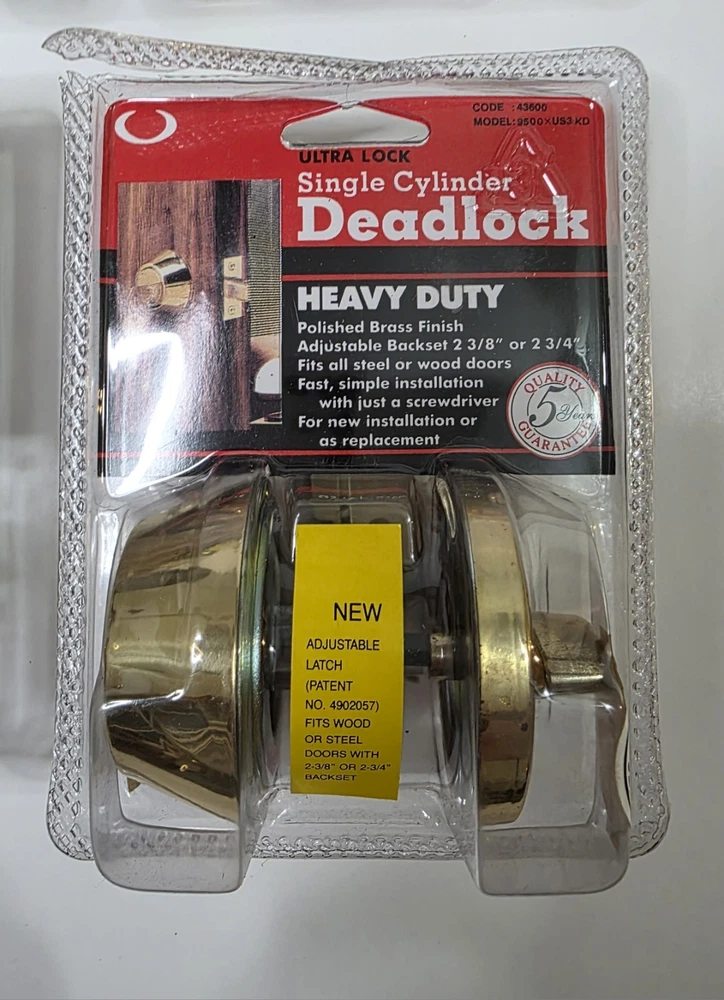 CODE : 43600
MODEL: 9500×US3 KD
ULTRA LOCK
Single Cylinder
Deadlock
HEAVY DUTY
Polished Brass Finish
Adjustable Backset 2 3/8" or 2 3/4"
Fits all steel or wood doors
Fast, simple installation
with just a screwdriver
For new installation or
as replacement
QUALITY
5 Year
GUARANTEE
NEW
ADJUSTABLE
LATCH
(PATENT
NO. 4902057)
FITS WOOD
OR STEEL
DOORS WITH
2-3/8" OR 2-3/4"
BACKSET